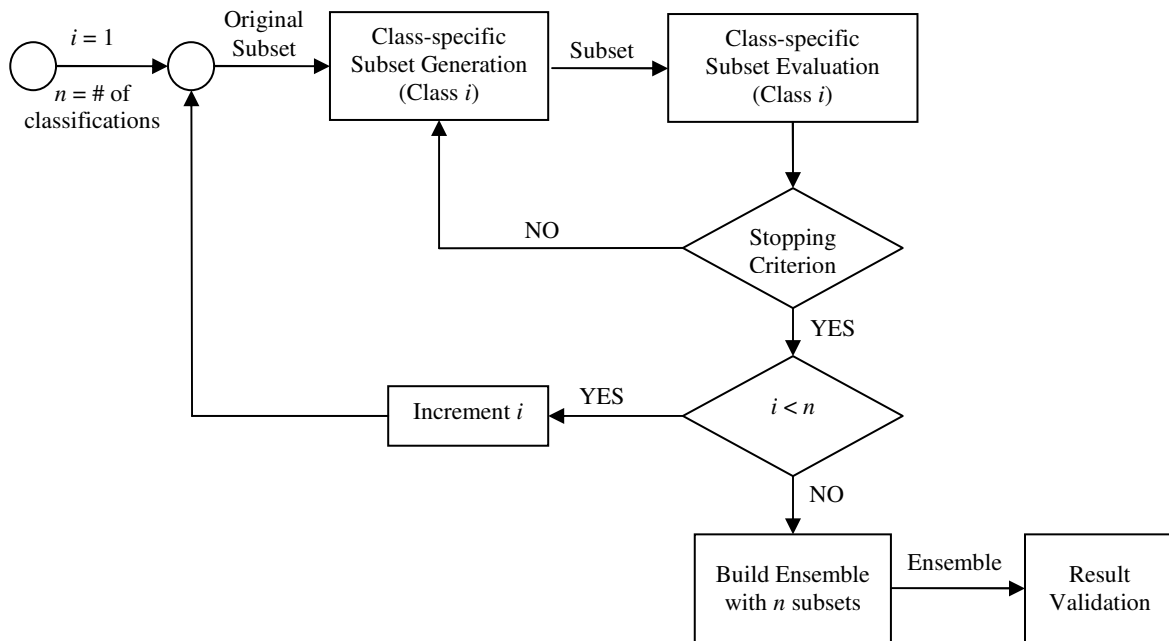 i = 1
n = # of
classifications
Original
Subset
Class-specific
Subset Generation
(Class i)
Subset
Class-specific
Subset Evaluation
(Class i)
NO
Stopping
Criterion
YES
Increment i
YES
i < n
NO
Build Ensemble
with n subsets
Ensemble
Result
Validation